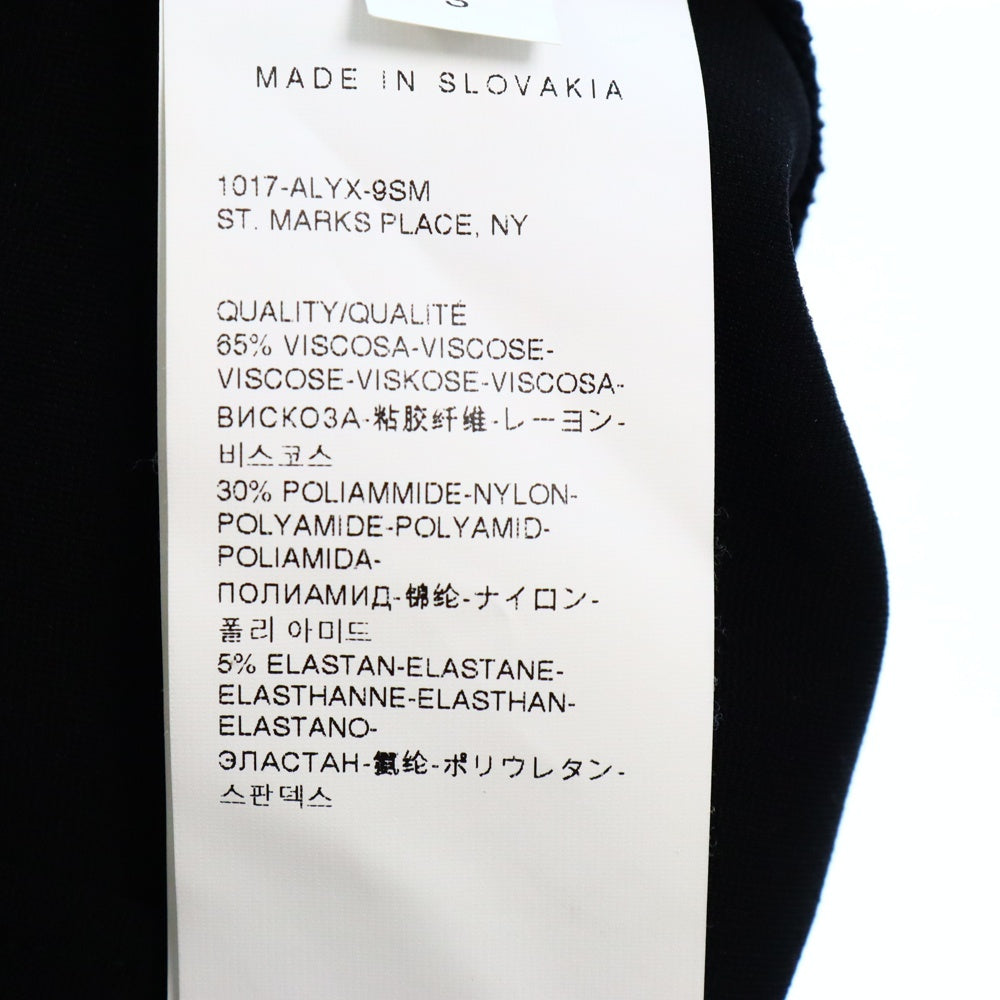 S
MADE IN SLOVAKIA
1017-ALYX-9SM
ST. MARKS PLACE, NY
QUALITY/QUALITÉ
65% VISCOSA-VISCOSE-
VISCOSE-VISKOSE-VISCOSA-
ВИСКОЗА-粘胶纤维-レーヨン-
비스코스
30% POLIAMMIDE-NYLON-
POLYAMIDE-POLYAMID-
POLIAMIDA-
ПОЛИАМИД-锦纶-ナイロン-
폴리 아미드
5% ELASTAN-ELASTANE-
ELASTHANNE-ELASTHAN-
ELASTANO-
ЭЛАСТАН-氨纶-ポリウレタン-
스판덱스